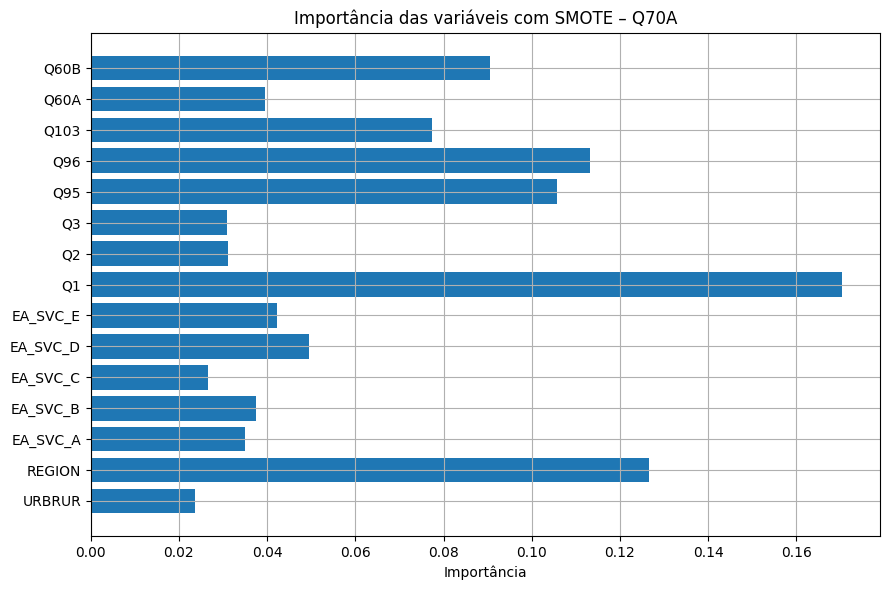 Importância das variáveis com SMOTE – Q70A
Q60B
Q60A
Q103
Q96
Q95
Q3
Q2
Q1
EA_SVC_E
EA_SVC_D
EA_SVC_C
EA_SVC_B
EA_SVC_A
REGION
URBRUR
0.00 0.02 0.04 0.06 0.08 0.10 0.12 0.14 0.16
Importância